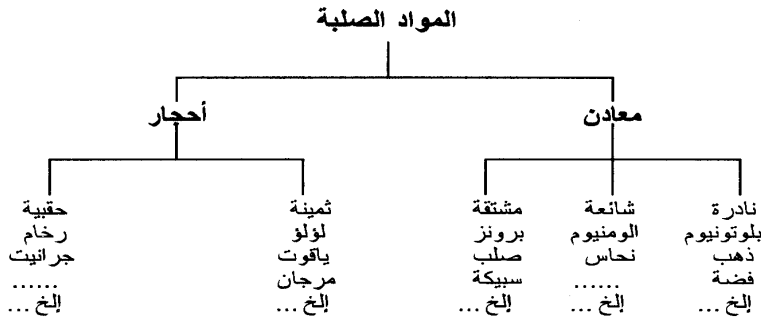 المواد الصلبة
معادن
أحجار
نادرة
بلوتونيوم
ذهب
فضة
إلخ ...
شائعة
الومنيوم
نحاس
......
إلخ ...
مشتقة
برونز
صلب
سبيكة
إلخ ...
ثمينة
لؤلؤ
ياقوت
مرجان
إلخ ...
حقبية
رخام
جرانيت
......
إلخ ...